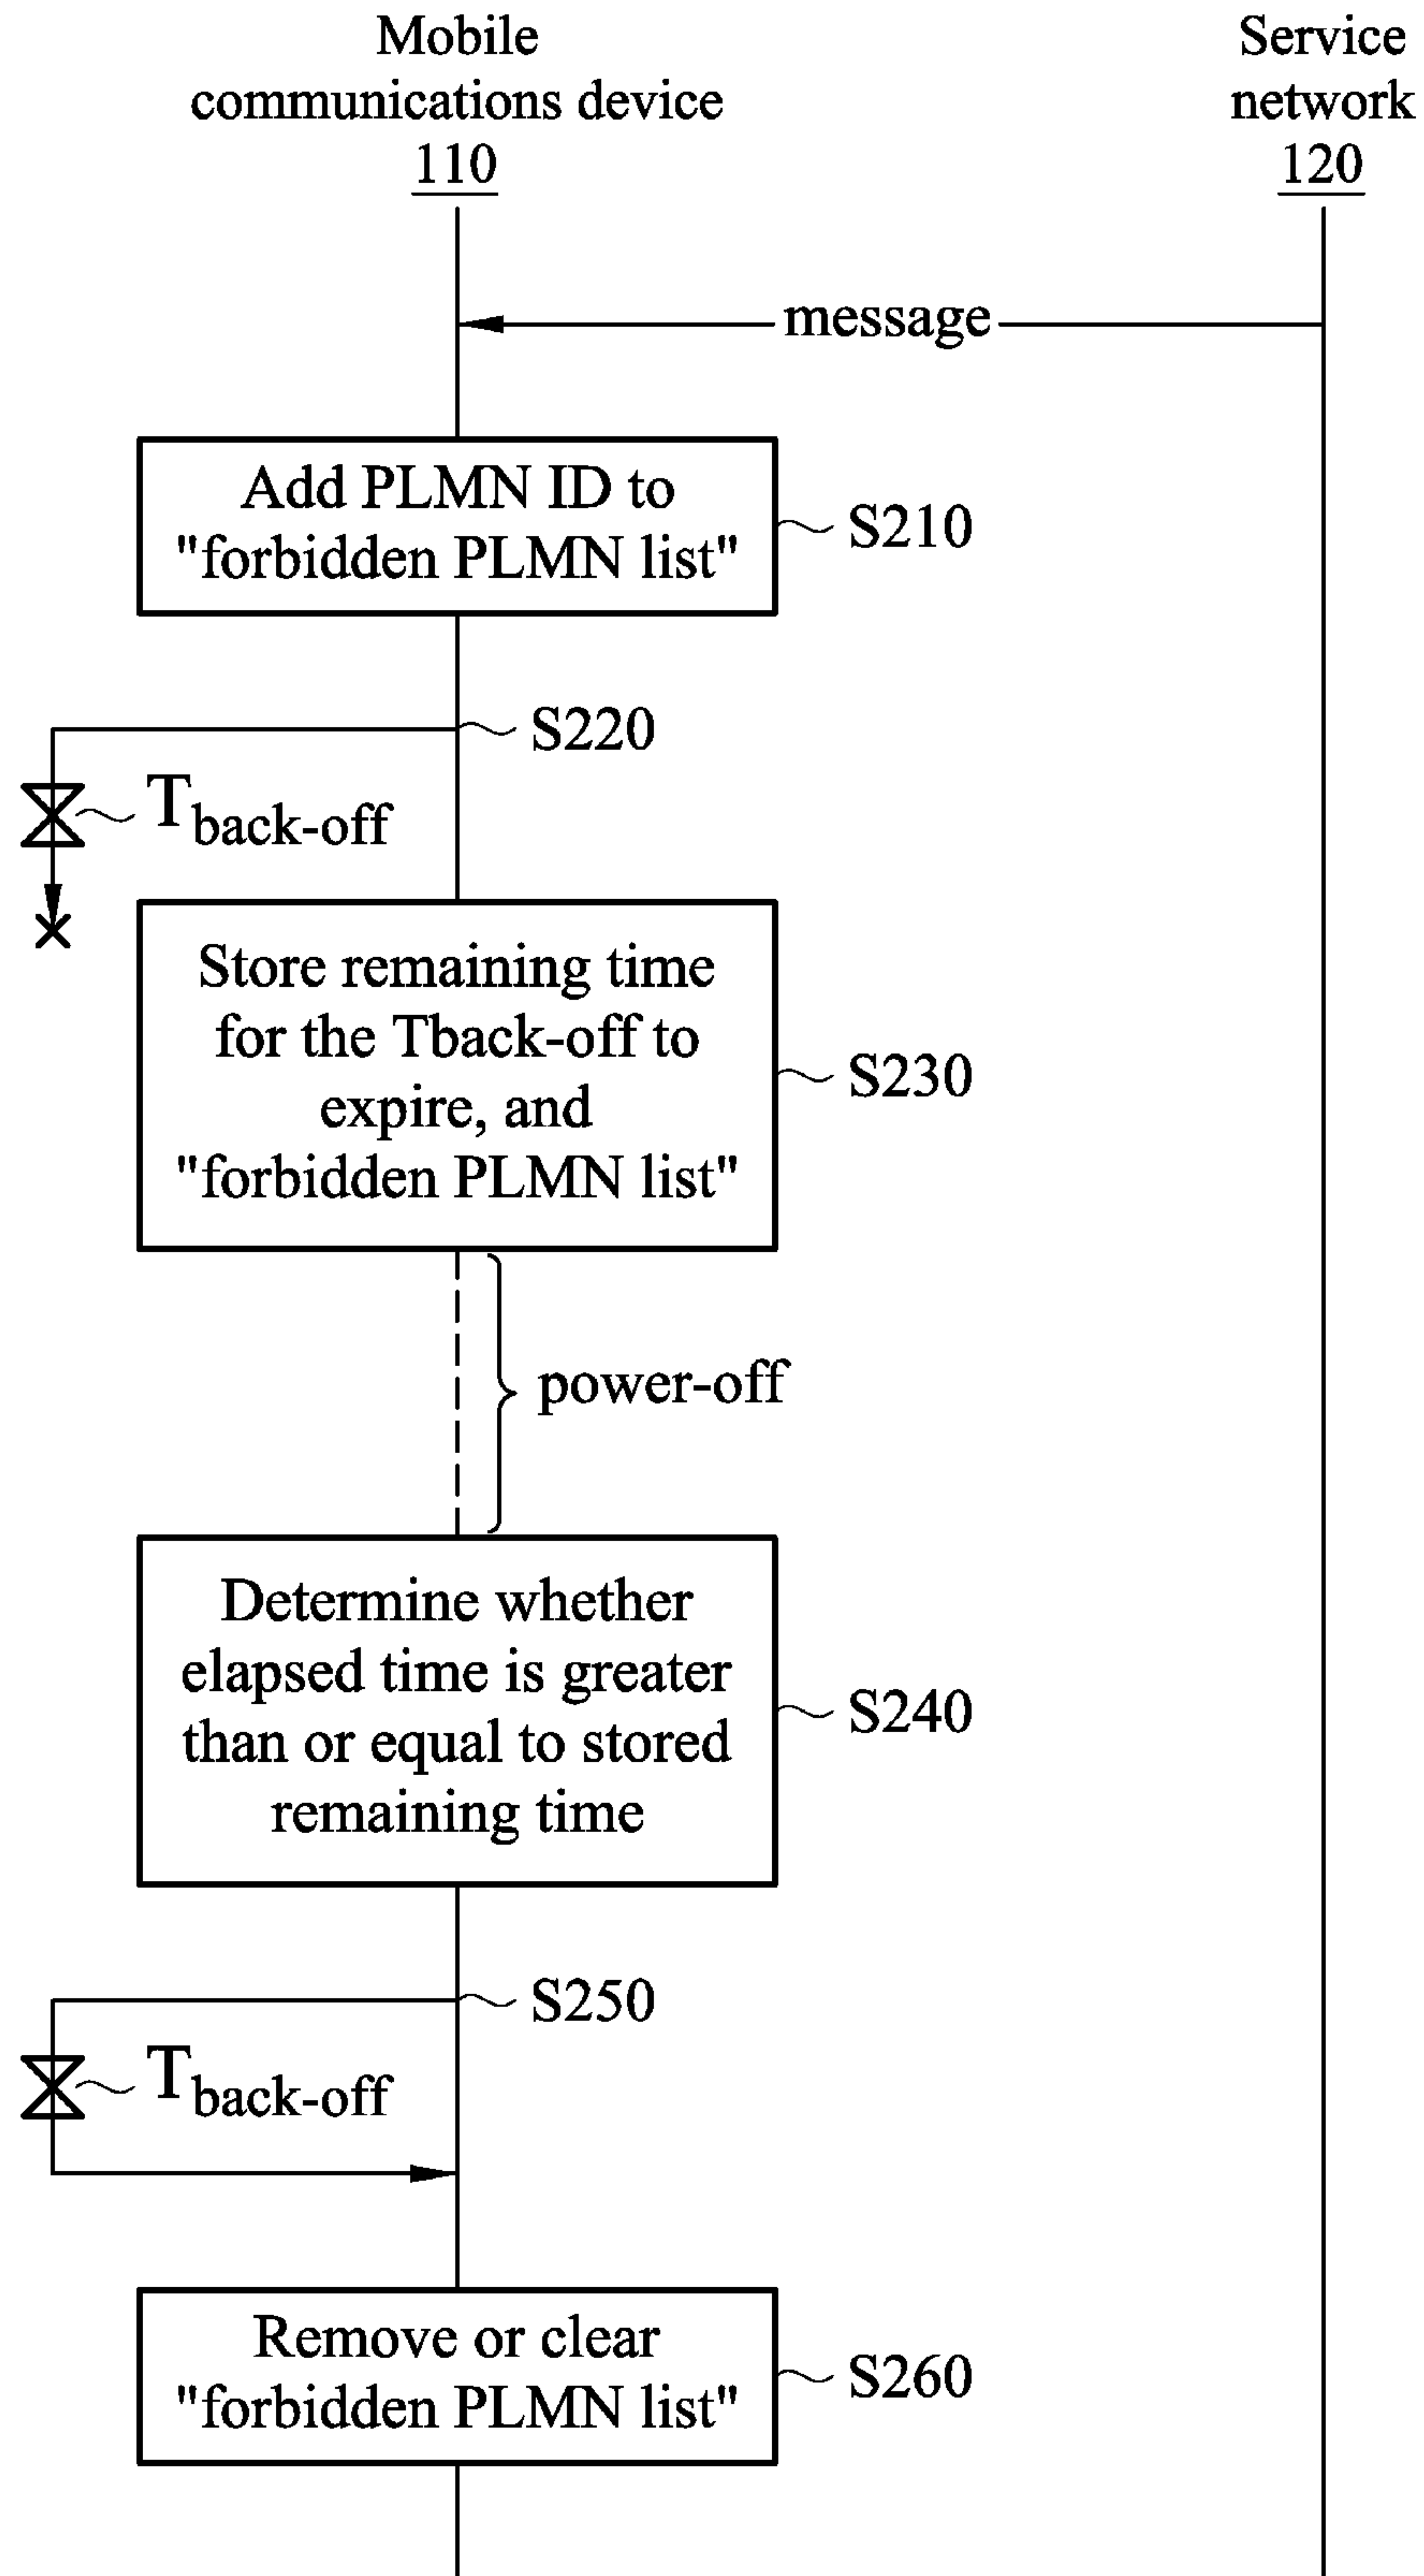 Mobile
communications device
110
Service
network
120
message
Add PLMN ID to
"forbidden PLMN list"
S210
S220
Tback-off
Store remaining time
for the Tback-off to
expire, and
"forbidden PLMN list"
S230
power-off
Determine whether
elapsed time is greater
than or equal to stored
remaining time
S240
S250
Tback-off
Remove or clear
"forbidden PLMN list"
S260